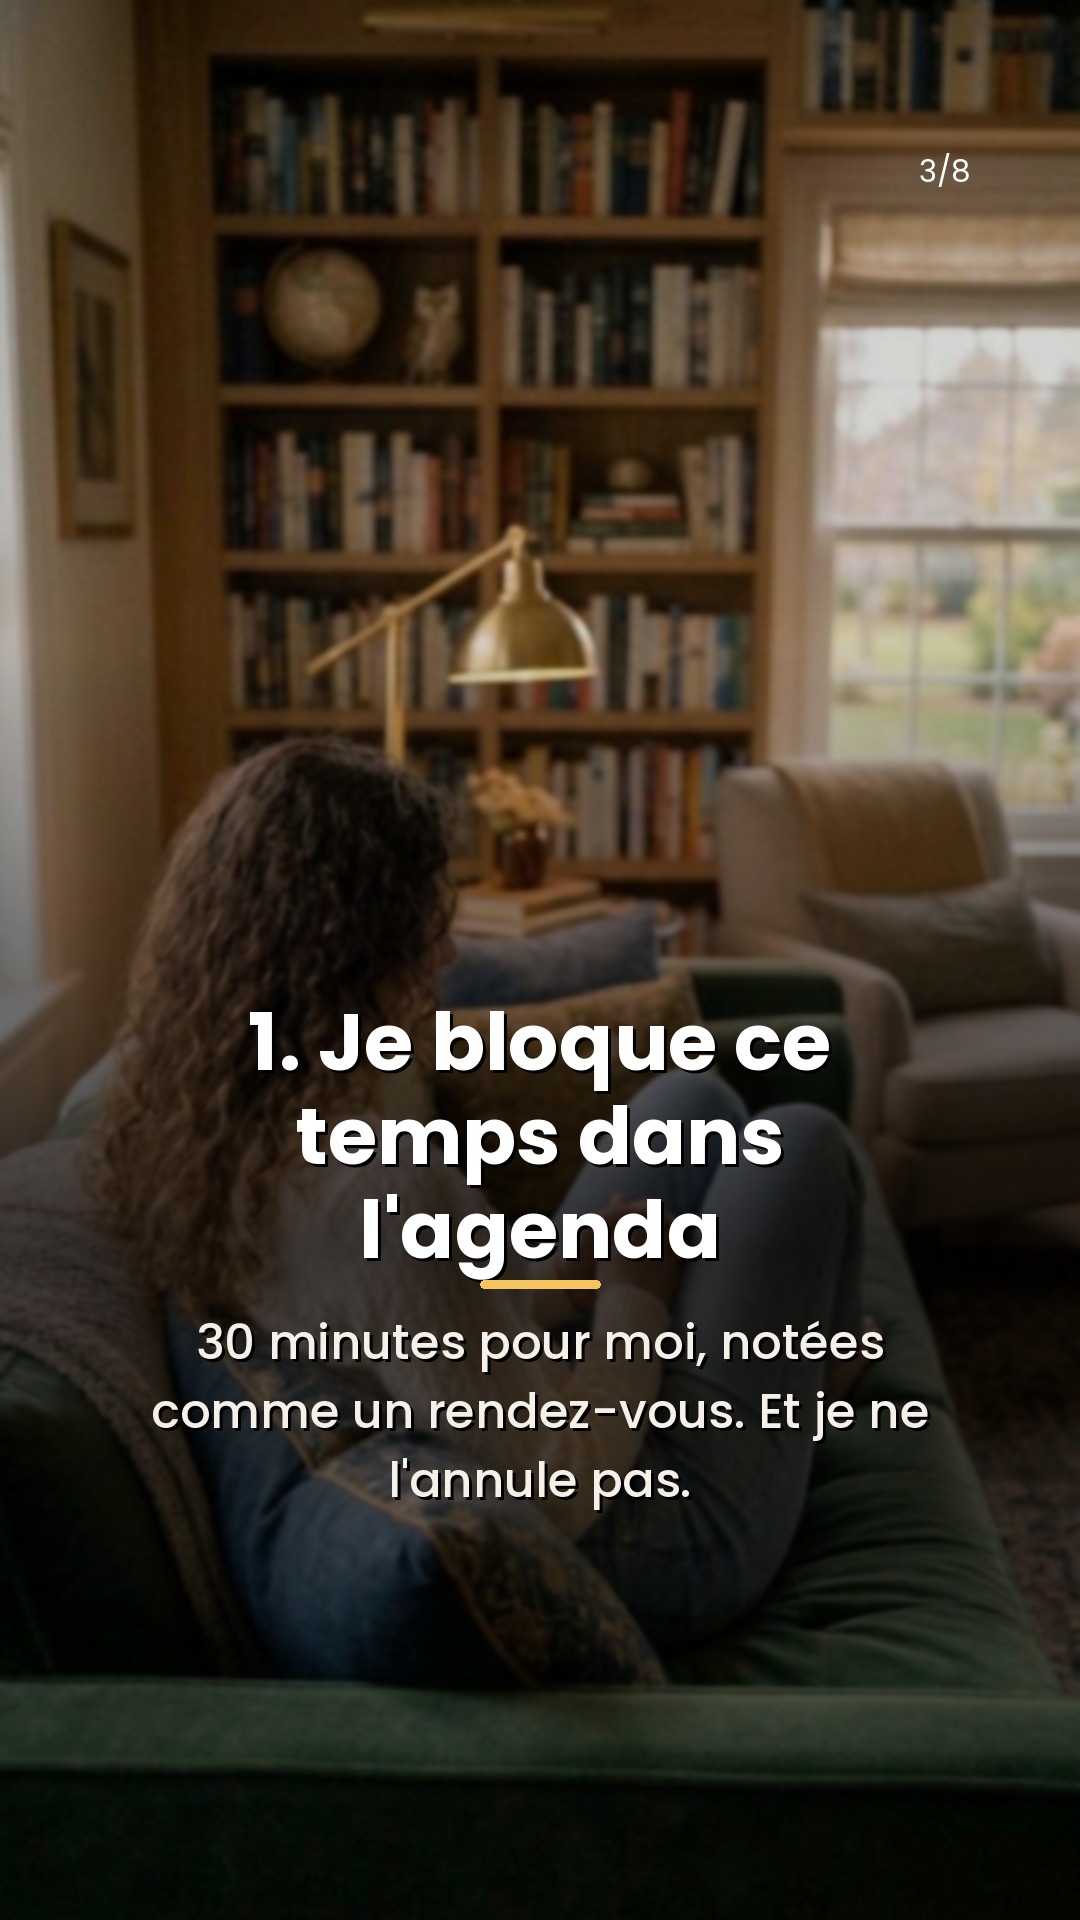 3/8
1. Je bloque ce
temps dans
l'agenda
30 minutes pour moi, notées
comme un rendez-vous. Et je ne
l'annule pas.